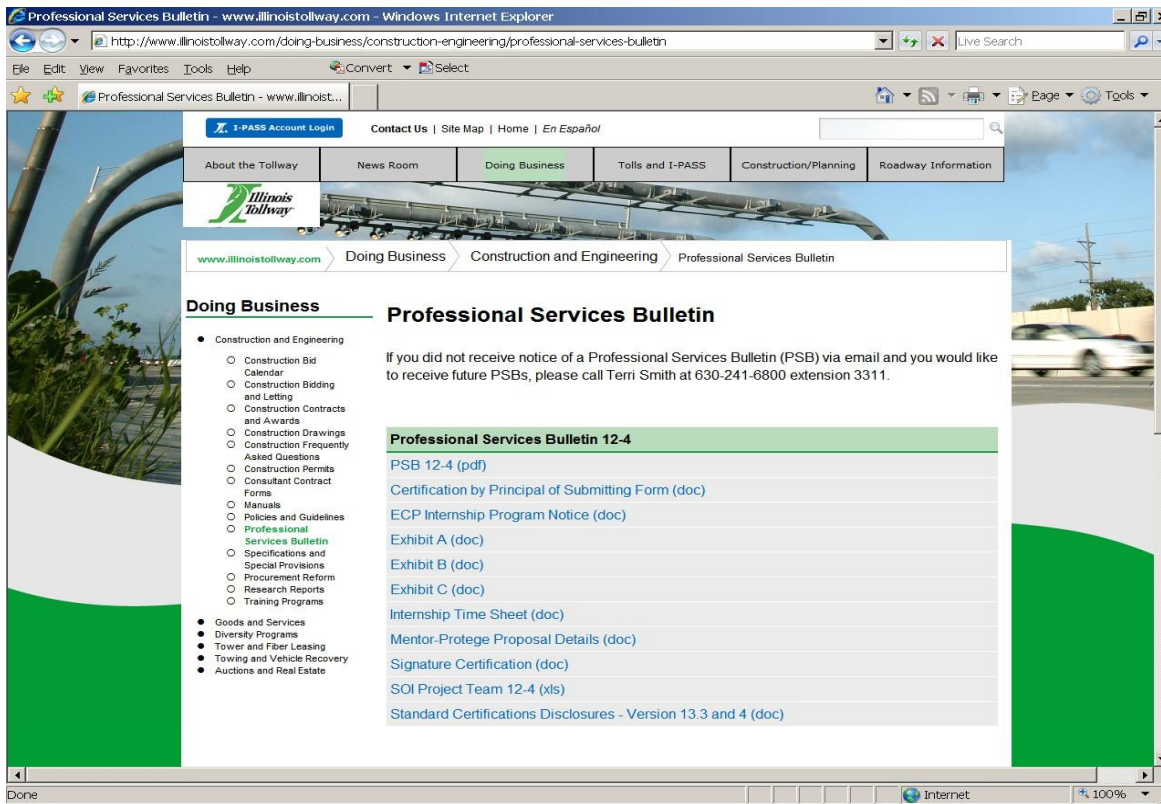 Professional Services Bulletin - www.illinoistollway.com - Windows Internet Explorer
http://www.illinoistollway.com/doing-business/construction-engineering/professional-services-bulletin
Live Search
File Edit View Favorites Tools Help
Convert Select
Professional Services Bulletin - www.illinoist...
Page Tools
I-PASS Account Login
Contact Us | Site Map | Home | En Español
About the Tollway
News Room
Doing Business
Tolls and I-PASS
Construction/Planning
Roadway Information
Illinois
Tollway
www.illinoistollway.com
Doing Business
Construction and Engineering
Professional Services Bulletin
Doing Business
Construction and Engineering
Construction Bid
Calendar
Construction Bidding
and Letting
Construction Contracts
and Awards
Construction Drawings
Construction Frequently
Asked Questions
Construction Permits
Consultant Contract
Forms
Manuals
Policies and Guidelines
Professional
Services Bulletin
Specifications and
Special Provisions
Procurement Reform
Research Reports
Training Programs
Goods and Services
Diversity Programs
Tower and Fiber Leasing
Towing and Vehicle Recovery
Auctions and Real Estate
Professional Services Bulletin
If you did not receive notice of a Professional Services Bulletin (PSB) via email and you would like
to receive future PSBs, please call Terri Smith at 630-241-6800 extension 3311.
Professional Services Bulletin 12-4
PSB 12-4 (pdf)
Certification by Principal of Submitting Form (doc)
ECP Internship Program Notice (doc)
Exhibit A (doc)
Exhibit B (doc)
Exhibit C (doc)
Internship Time Sheet (doc)
Mentor-Protege Proposal Details (doc)
Signature Certification (doc)
SOI Project Team 12-4 (xls)
Standard Certifications Disclosures - Version 13.3 and 4 (doc)
Done
Internet
100%